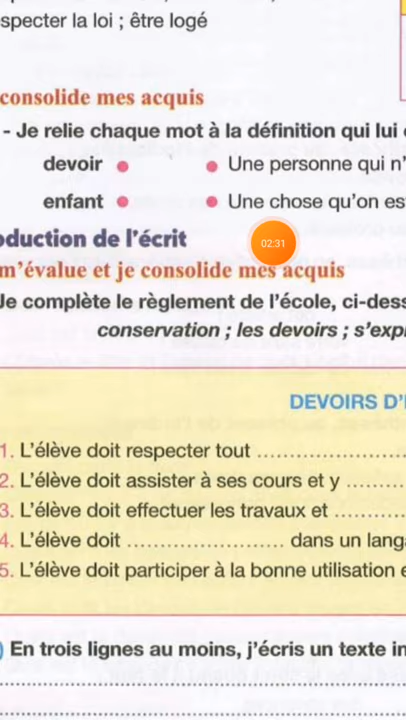 specter la loi ; être logé
consolide mes acquis
- Je relie chaque mot à la définition qui lui
devoir • • Une personne qui n'
enfant • • Une chose qu'on es
02:31
oduction de l'écrit
m'évalue et je consolide mes acquis
Je complète le règlement de l'école, ci-dess
conservation ; les devoirs ; s'expr
DEVOIRS D'
1. L'élève doit respecter tout ......................
2. L'élève doit assister à ses cours et y .........
3. L'élève doit effectuer les travaux et ...........
4. L'élève doit ........................ dans un lang
5. L'élève doit participer à la bonne utilisation e
) En trois lignes au moins, j'écris un texte in